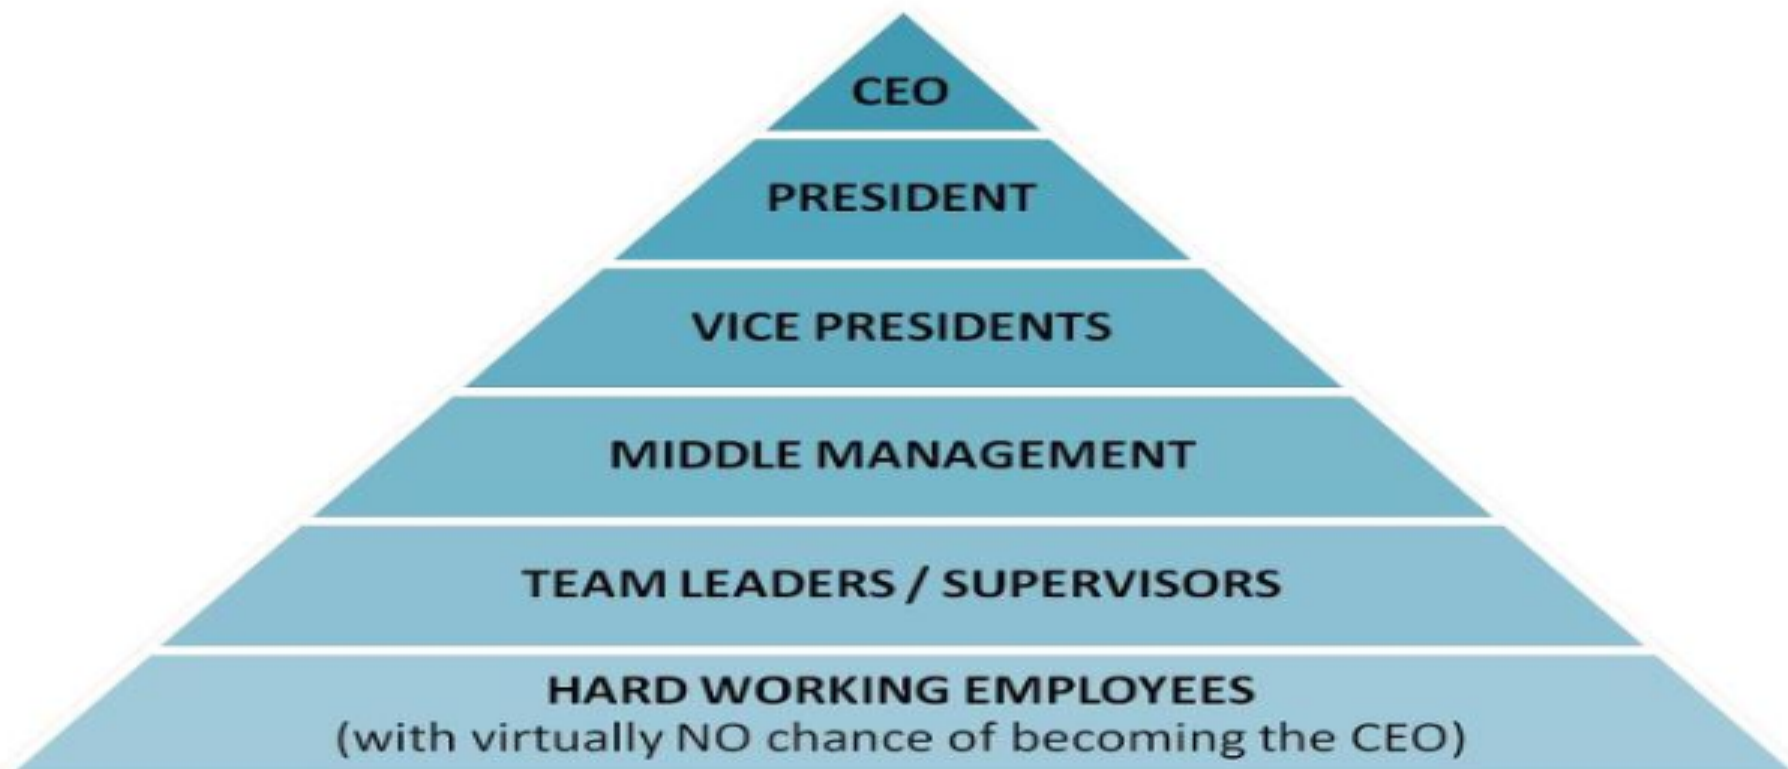 CEO
PRESIDENT
VICE PRESIDENTS
MIDDLE MANAGEMENT
TEAM LEADERS / SUPERVISORS
HARD WORKING EMPLOYEES
(with virtually NO chance of becoming the CEO)